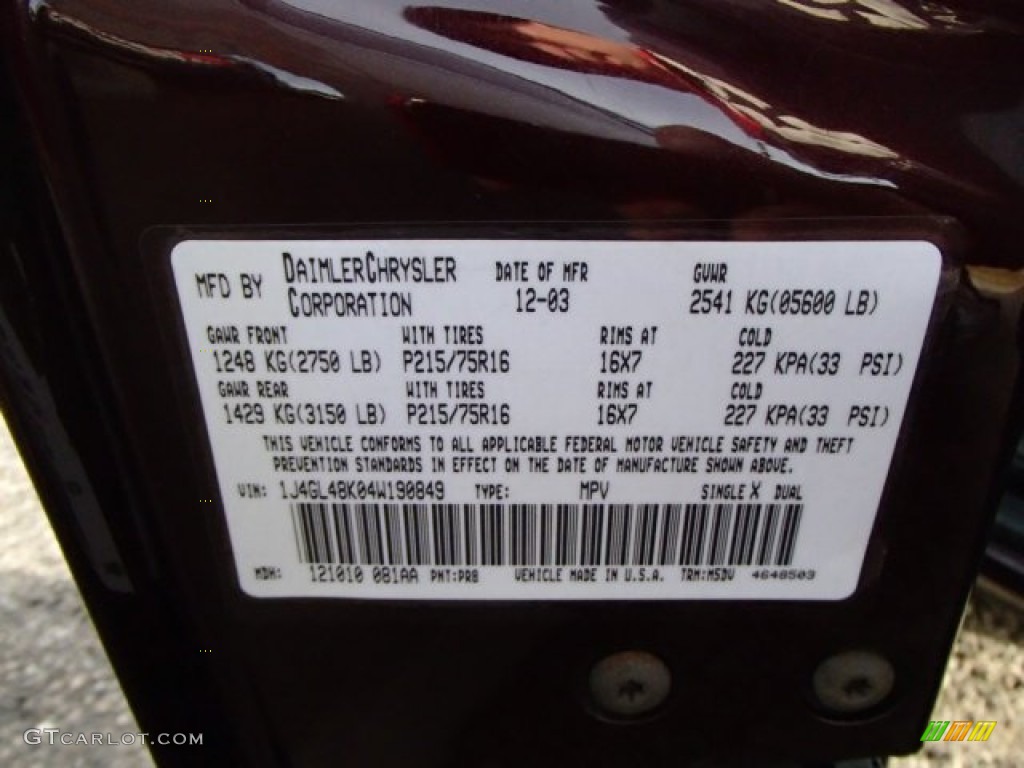 MFD BY DAIMLERCHRYSLER CORPORATION DATE OF MFR 12-03 GVWR 2541 KG(05600 LB)
GAWR FRONT WITH TIRES RIMS AT COLD
1248 KG(2750 LB) P215/75R16 16X7 227 KPA(33 PSI)
GAWR REAR WITH TIRES RIMS AT COLD
1429 KG(3150 LB) P215/75R16 16X7 227 KPA(33 PSI)
THIS VEHICLE CONFORMS TO ALL APPLICABLE FEDERAL MOTOR VEHICLE SAFETY AND THEFT
PREVENTION STANDARDS IN EFFECT ON THE DATE OF MANUFACTURE SHOWN ABOVE.
VIN: 1J4GL48K04W190849 TYPE: MPV SINGLE X DUAL
MDH: 121010 081AA PNT:PR8 VEHICLE MADE IN U.S.A. TRM:M5DV 4648503
GTCARLOT.COM